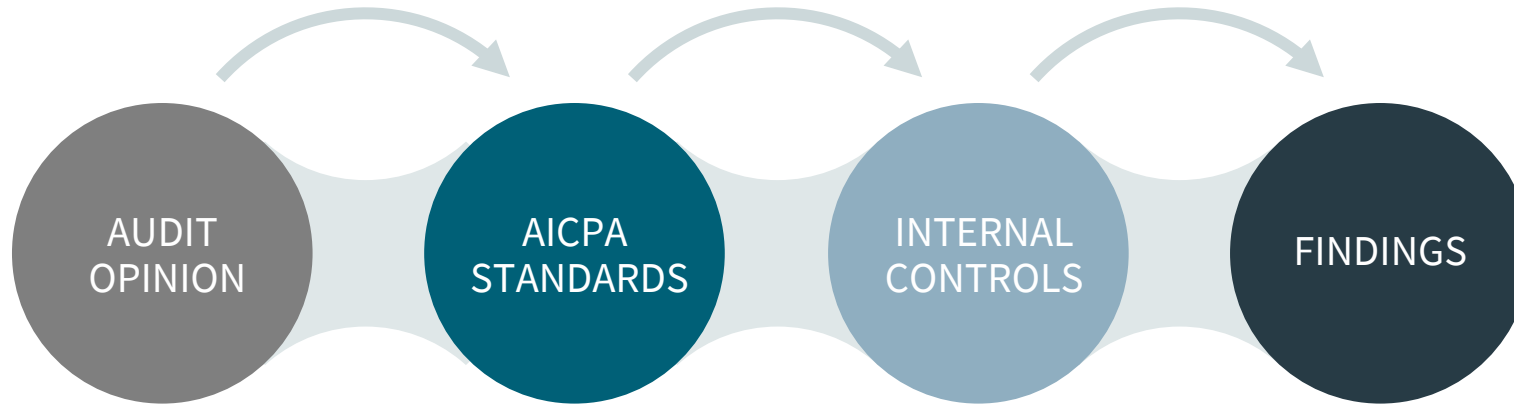 AUDIT
OPINION
AICPA
STANDARDS
INTERNAL
CONTROLS
FINDINGS